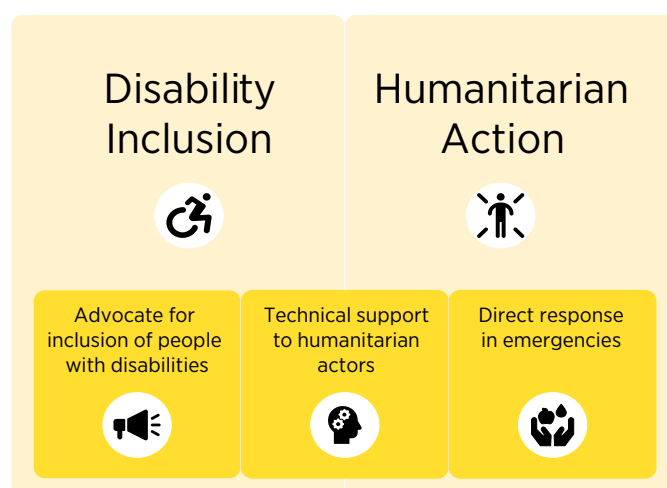 Disability
Inclusion
Humanitarian
Action
Advocate for
inclusion of people
with disabilities
Technical support
to humanitarian
actors
Direct response
in emergencies